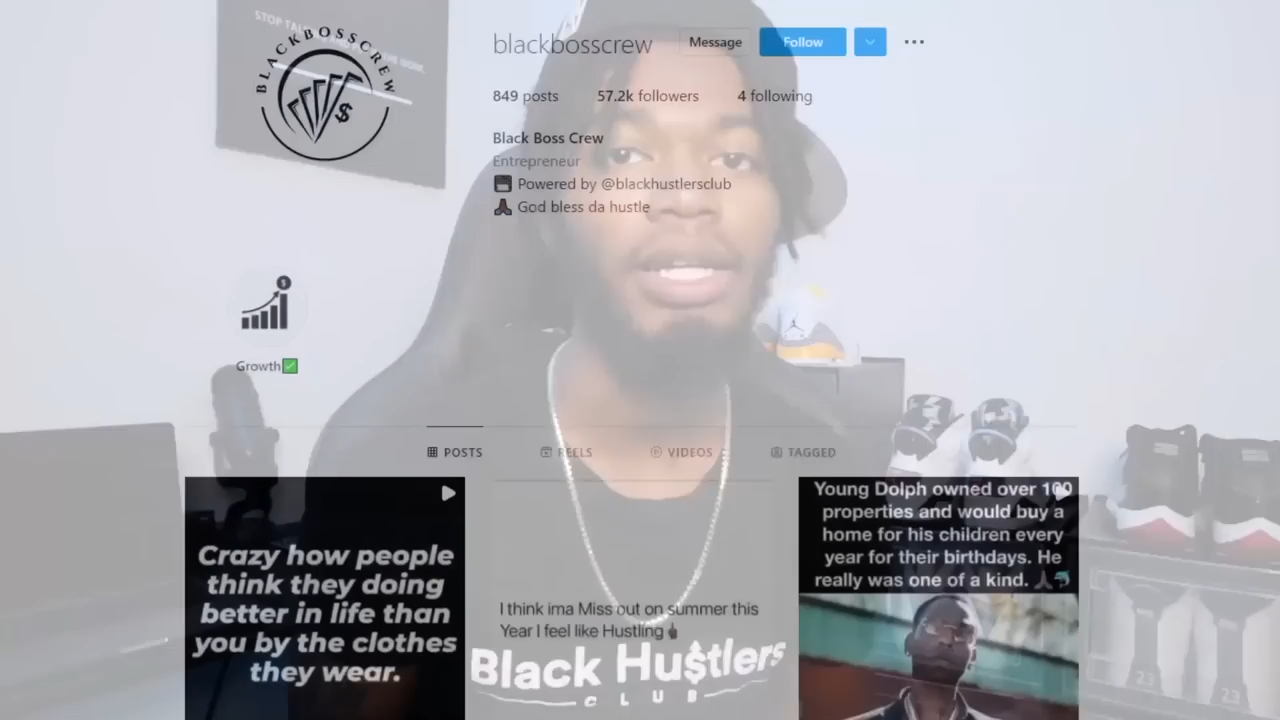 STOP TAL
BLACKBOSSCREW
$
blackbosscrew
Message
Follow
849 posts
57.2k followers
4 following
Black Boss Crew
Entrepreneur
Powered by @blackhustlersclub
God bless da hustle
$
Growth
POSTS
REELS
VIDEOS
TAGGED
Crazy how people
think they doing
better in life than
you by the clothes
they wear.
I think ima Miss out on summer this
Year I feel like Hustling
Black Hu$tlers
CLUB
Young Dolph owned over 100
properties and would buy a
home for his children every
year for their birthdays. He
really was one of a kind.
23
23